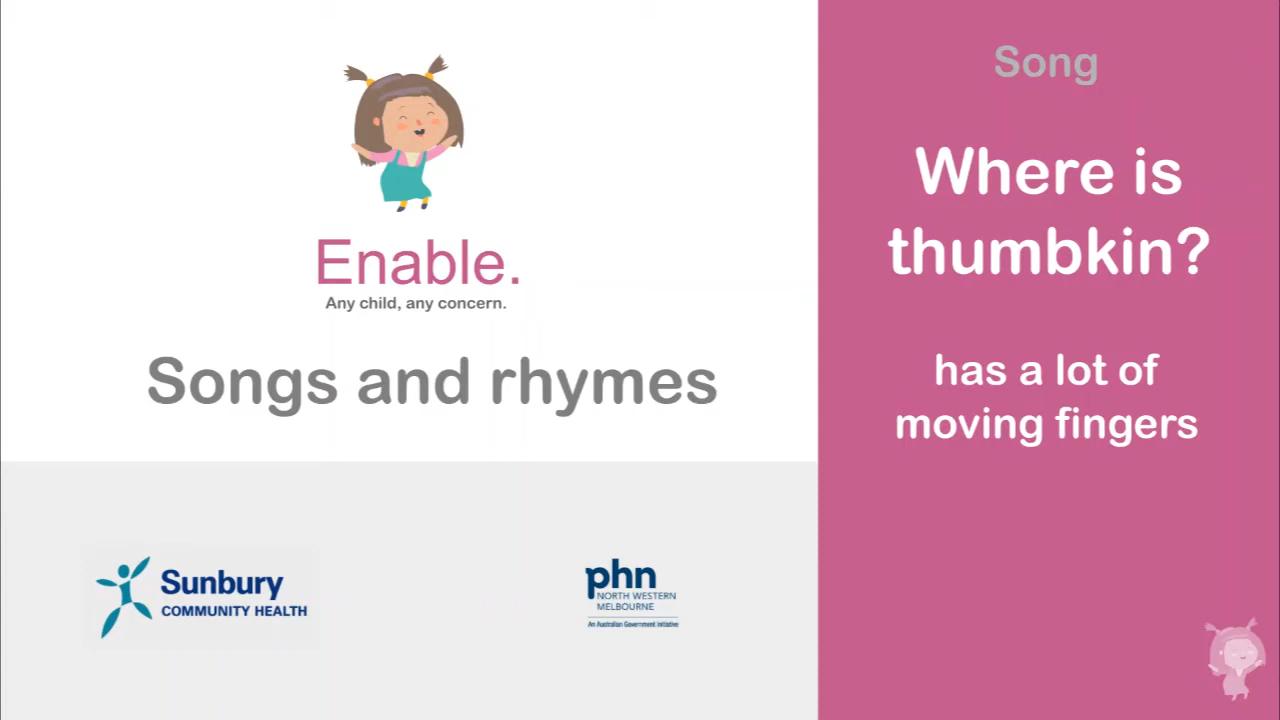 Enable.
Any child, any concern.
Songs and rhymes
Sunbury
COMMUNITY HEALTH
phn
NORTH WESTERN
MELBOURNE
An Australian Government Initiative
Song
Where is
thumbkin?
has a lot of
moving fingers